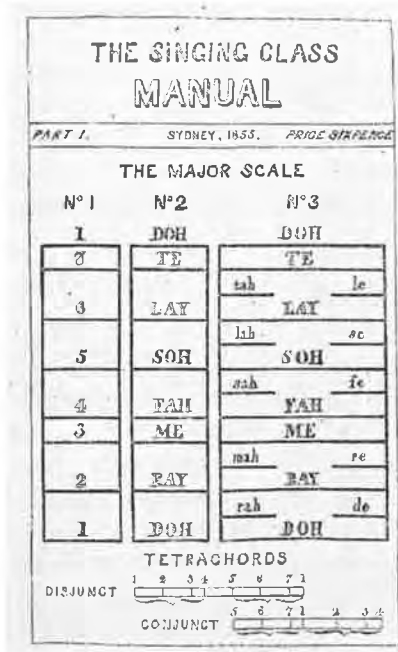 THE SINGING CLASS
MANUAL
PART I. SYDNEY, 1855. PRICE SIXPENCE
THE MAJOR SCALE
Nº 1 Nº 2 Nº 3
1 DOH DOH
7 TE TE
tah le
6 LAY LAY
lah se
5 SOH SOH
sah fe
4 FAH FAH
3 ME ME
mah re
2 RAY RAY
rah de
1 DOH DOH
TETRACHORDS
DISJUNCT 1 2 3 4 5 6 7 1
CONJUNCT 5 6 7 1 2 3 4